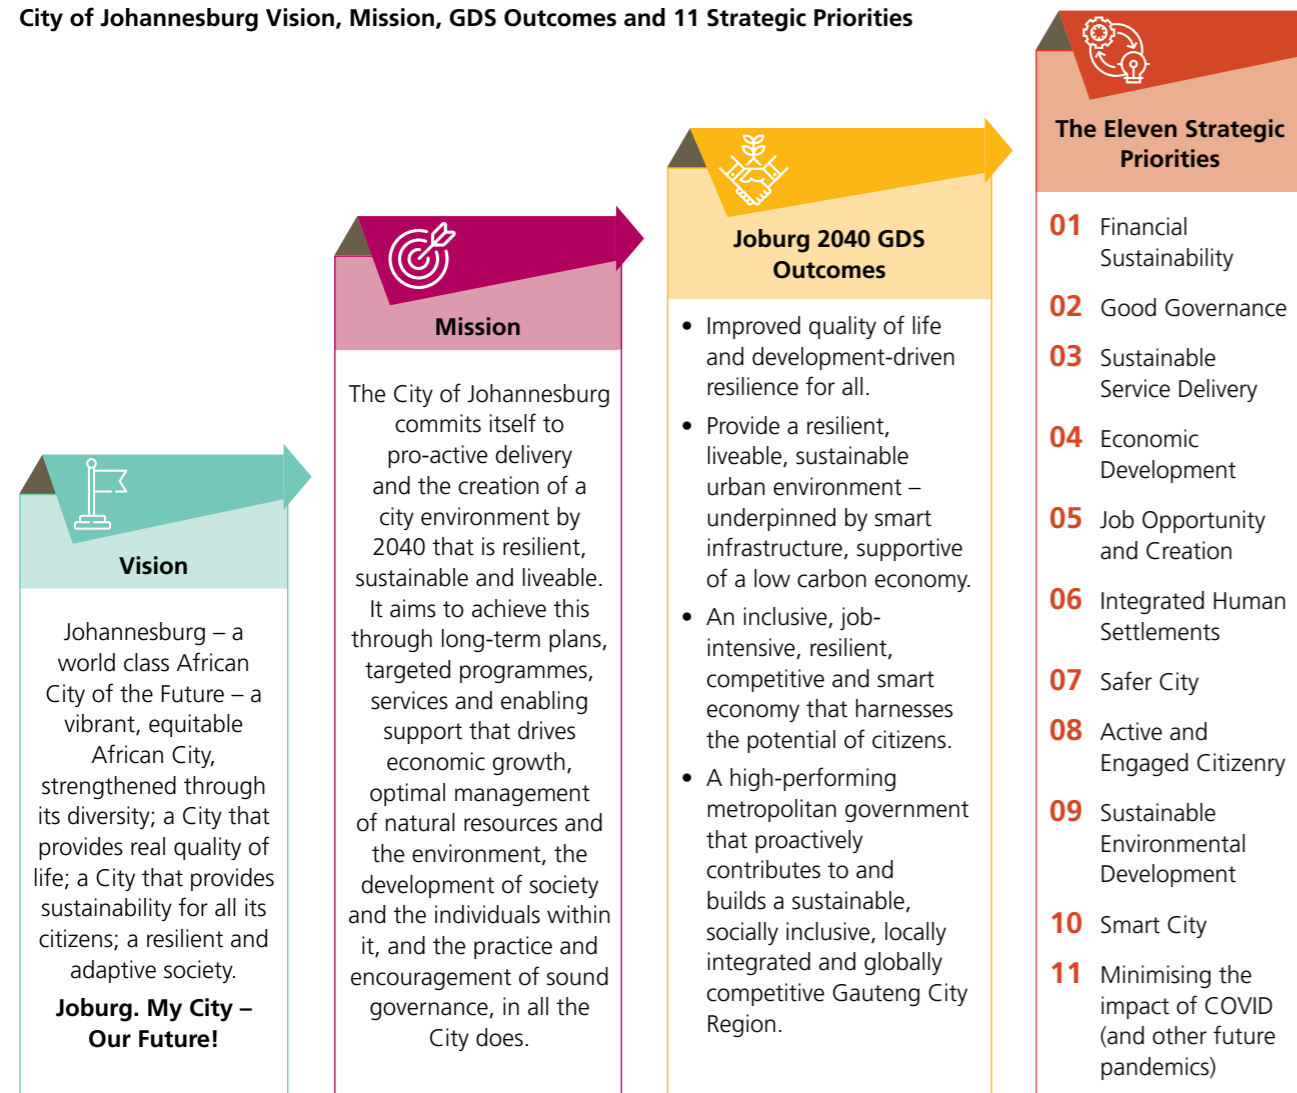 City of Johannesburg Vision, Mission, GDS Outcomes and 11 Strategic Priorities
Vision
Johannesburg – a
world class African
City of the Future – a
vibrant, equitable
African City,
strengthened through
its diversity; a City that
provides real quality of
life; a City that provides
sustainability for all its
citizens; a resilient and
adaptive society.
Joburg. My City –
Our Future!
Mission
The City of Johannesburg
commits itself to
pro-active delivery
and the creation of a
city environment by
2040 that is resilient,
sustainable and liveable.
It aims to achieve this
through long-term plans,
targeted programmes,
services and enabling
support that drives
economic growth,
optimal management
of natural resources and
the environment, the
development of society
and the individuals within
it, and the practice and
encouragement of sound
governance, in all the
City does.
Joburg 2040 GDS
Outcomes
• Improved quality of life
and development-driven
resilience for all.
• Provide a resilient,
liveable, sustainable
urban environment –
underpinned by smart
infrastructure, supportive
of a low carbon economy.
• An inclusive, job-
intensive, resilient,
competitive and smart
economy that harnesses
the potential of citizens.
• A high-performing
metropolitan government
that proactively
contributes to and
builds a sustainable,
socially inclusive, locally
integrated and globally
competitive Gauteng City
Region.
The Eleven Strategic
Priorities
01 Financial
Sustainability
02 Good Governance
03 Sustainable
Service Delivery
04 Economic
Development
05 Job Opportunity
and Creation
06 Integrated Human
Settlements
07 Safer City
08 Active and
Engaged Citizenry
09 Sustainable
Environmental
Development
10 Smart City
11 Minimising the
impact of COVID
(and other future
pandemics)